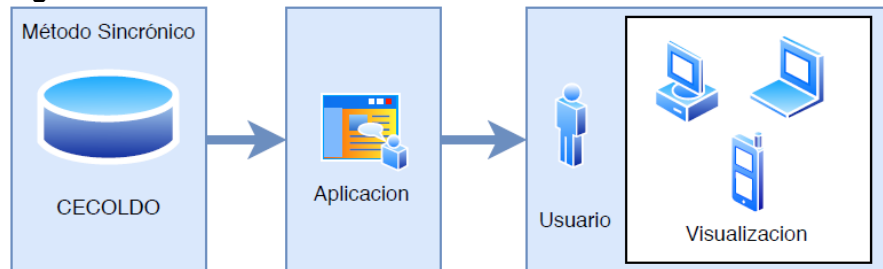 Método Sincrónico
CECOLDO
Aplicacion
Usuario
Visualizacion